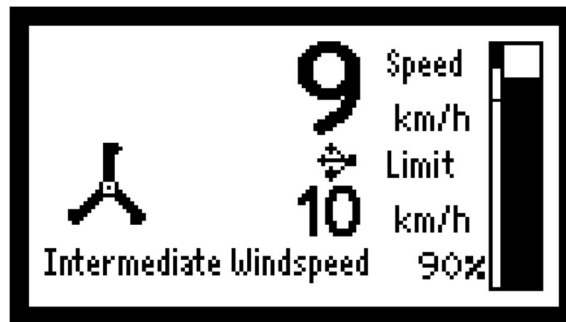 9 Speed
km/h
Limit
10 km/h
Intermediate Windspeed 90%